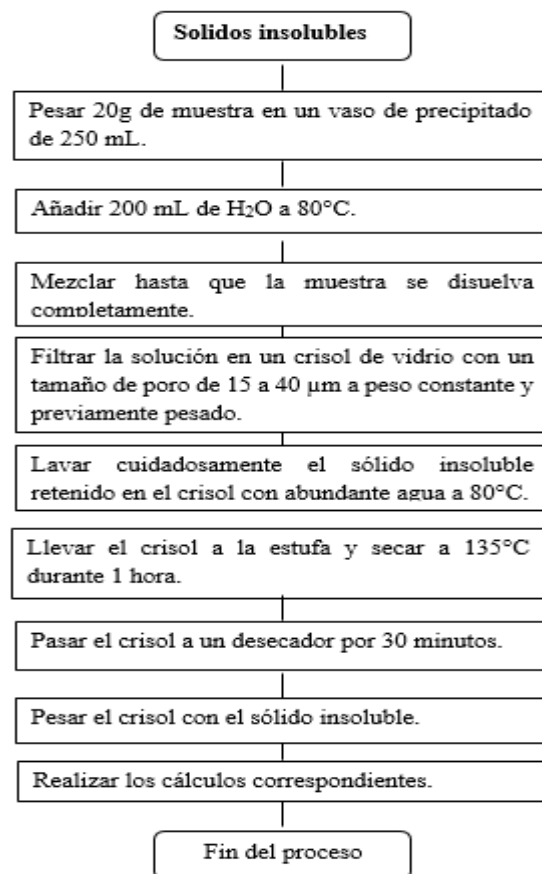 Solidos insolubles
Pesar 20g de muestra en un vaso de precipitado
de 250 mL.
Añadir 200 mL de H₂O a 80°C.
Mezclar hasta que la muestra se disuelva
completamente.
Filtrar la solución en un crisol de vidrio con un
tamaño de poro de 15 a 40 µm a peso constante y
previamente pesado.
Lavar cuidadosamente el sólido insoluble
retenido en el crisol con abundante agua a 80°C.
Llevar el crisol a la estufa y secar a 135°C
durante 1 hora.
Pasar el crisol a un desecador por 30 minutos.
Pesar el crisol con el sólido insoluble.
Realizar los cálculos correspondientes.
Fin del proceso